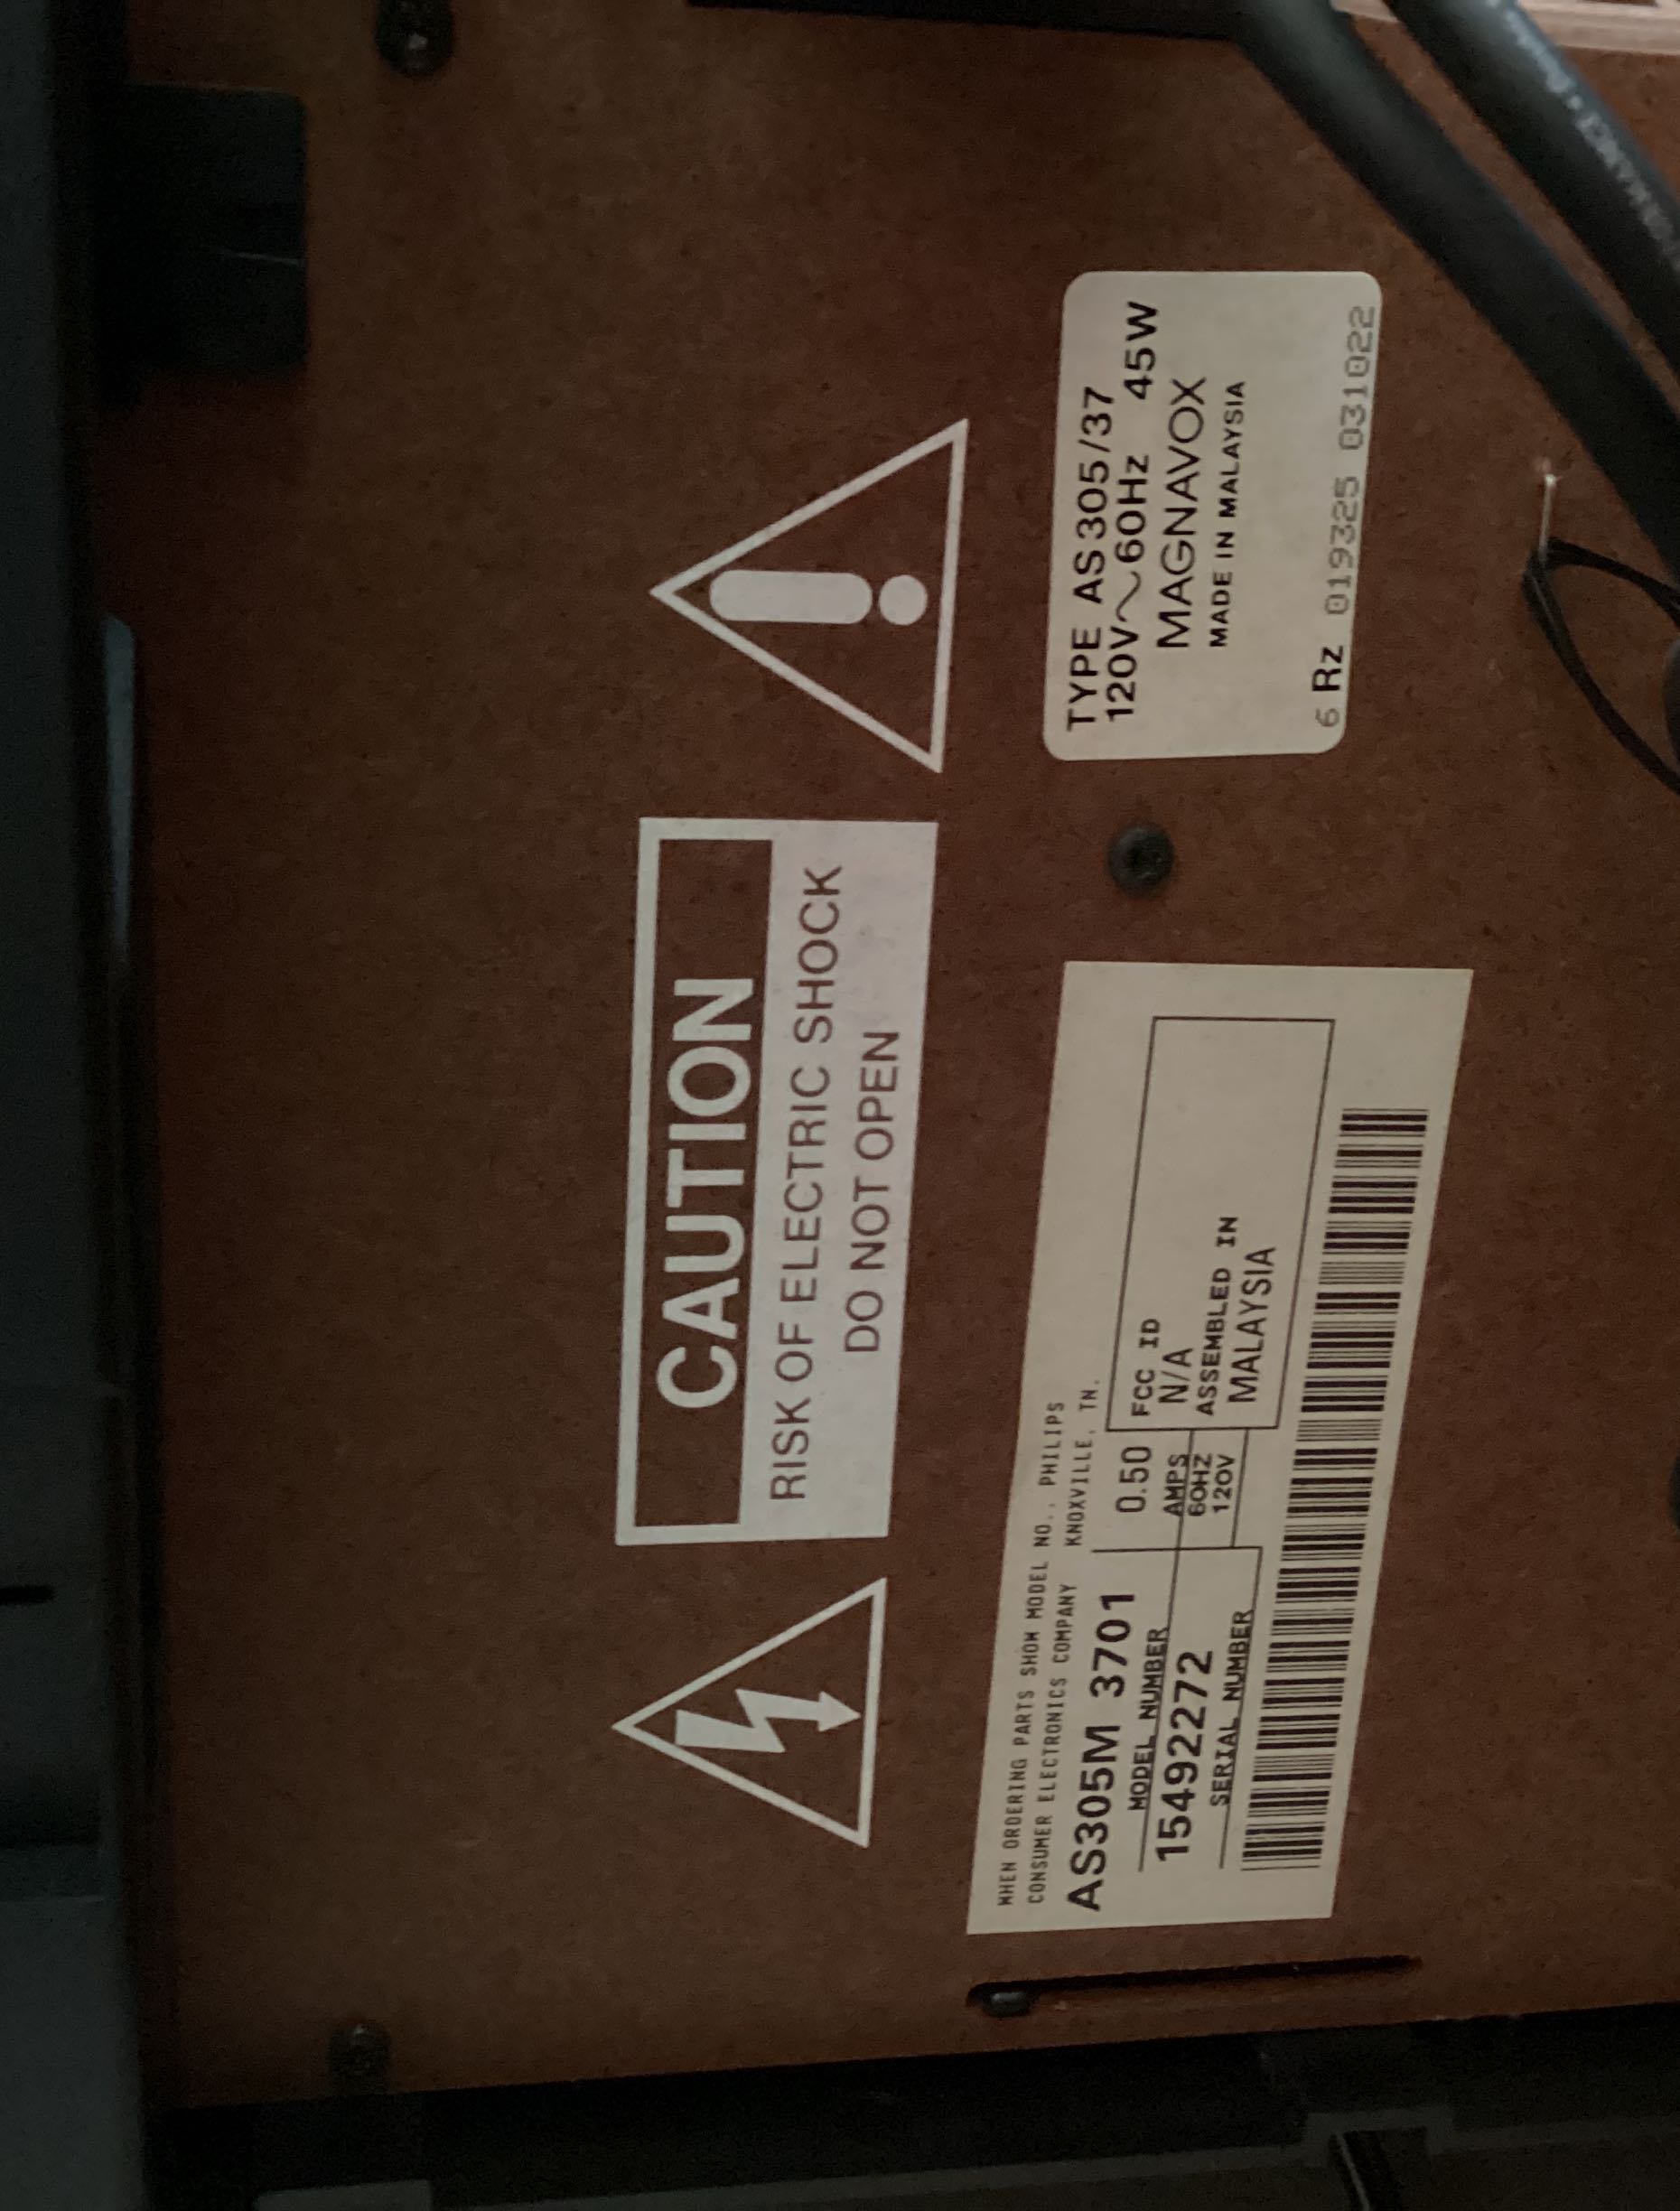 CAUTION
RISK OF ELECTRIC SHOCK
DO NOT OPEN
WHEN ORDERING PARTS SHOW MODEL NO., PHILIPS
CONSUMER ELECTRONICS COMPANY KNOXVILLE, TN.
AS305M 3701
MODEL NUMBER
15492272
SERIAL NUMBER
0.50
AMPS
60HZ
120V
FCC ID
N/A
ASSEMBLED IN
MALAYSIA
TYPE AS305/37
120V~60Hz 45W
MAGNAVOX
MADE IN MALAYSIA
6 Rz 019325 031022